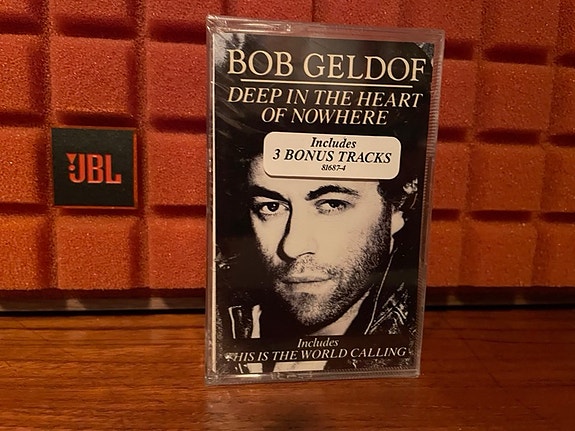 BOB GELDOF
DEEP IN THE HEART
OF NOWHERE
Includes
3 BONUS TRACKS
81687-4
JBL
Includes
THIS IS THE WORLD CALLING